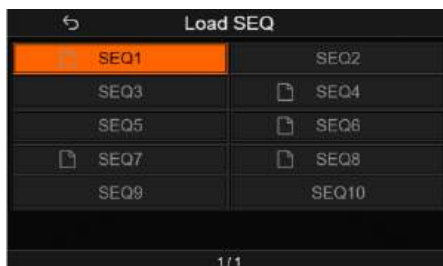 Load SEQ
SEQ1 SEQ2
SEQ3 SEQ4
SEQ5 SEQ6
SEQ7 SEQ8
SEQ9 SEQ10
1/1